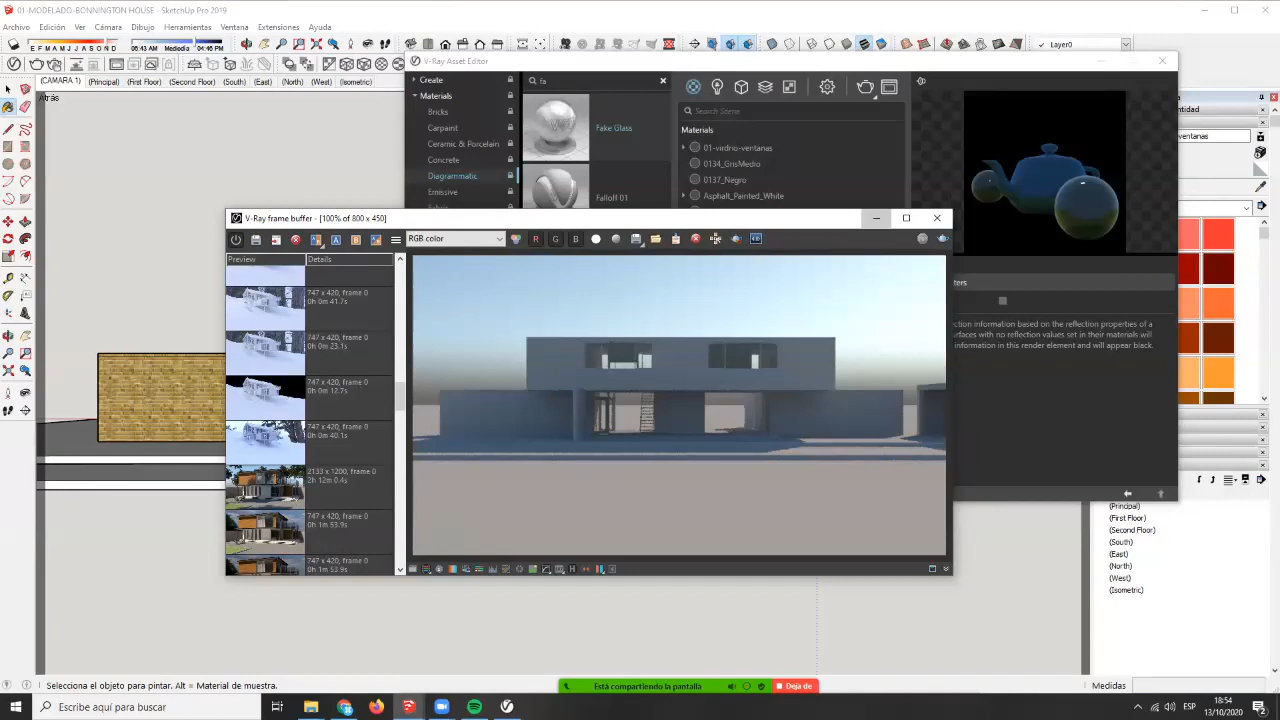 01-MODELADO-BONNINGTON HOUSE - SketchUp Pro 2019
Archivo Edición Ver Cámara Dibujo Herramientas Ventana Extensiones Ayuda
E F M A M J J A S O N D 06:43 AM Mediodía 04:46 PM
Layer0
V-Ray Asset Editor
(CAMARA 1) (Principal) (First Floor) (Second Floor) (South) (East) (North) (West) (Isometric)
Atrás
Create
Materials
Bricks
Carpaint
Ceramic & Porcelain
Concrete
Diagrammatic
Emissive
fa
Fake Glass
Falloff 01
Search Scene
Materials
01-virdrio-ventanas
0134_GrisMedio
0137_Negro
Asphalt_Painted_White
ntidad
ventanas
V-Ray frame buffer - [100% of 800 x 450]
RGB color
R G B
Preview Details
747 x 420, frame 0
0h 0m 41.7s
747 x 420, frame 0
0h 0m 23.1s
747 x 420, frame 0
0h 0m 12.7s
747 x 420, frame 0
0h 0m 40.1s
2133 x 1200, frame 0
2h 12m 0.4s
747 x 420, frame 0
0h 1m 53.9s
747 x 420, frame 0
0h 1m 53.9s
ters
ction information based on the reflection properties of a
urfaces with no reflection values set in their materials will
information in this render element and will appear black.
(Principal)
(First Floor)
(Second Floor)
(South)
(East)
(North)
(West)
(Isometric)
Selecciona el objeto para pintar. Alt = Material de muestra.
Está compartiendo la pantalla
Deja de
Medidas
Escribe aquí para buscar
ESP
18:54
13/10/2020
2